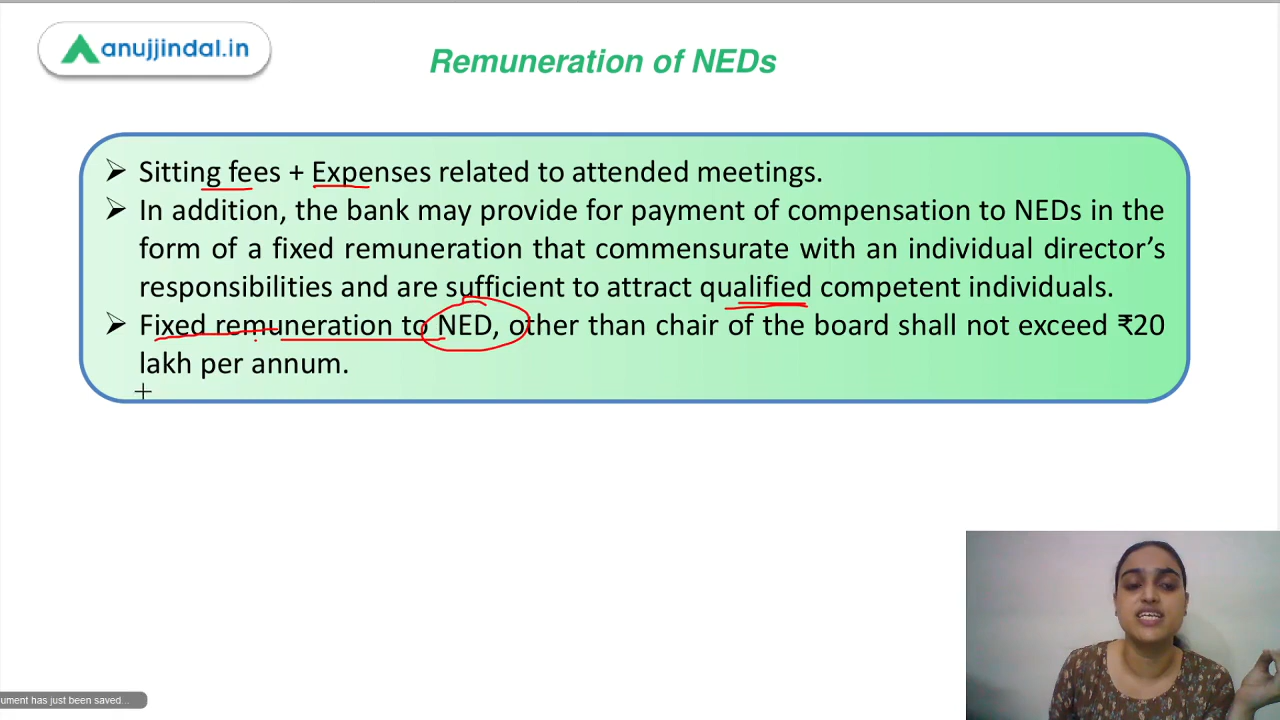 anujjindal.in
Remuneration of NEDs
➢ Sitting fees + Expenses related to attended meetings.
➢ In addition, the bank may provide for payment of compensation to NEDs in the
form of a fixed remuneration that commensurate with an individual director’s
responsibilities and are sufficient to attract qualified competent individuals.
➢ Fixed remuneration to NED, other than chair of the board shall not exceed ₹20
lakh per annum.
ument has just been saved...